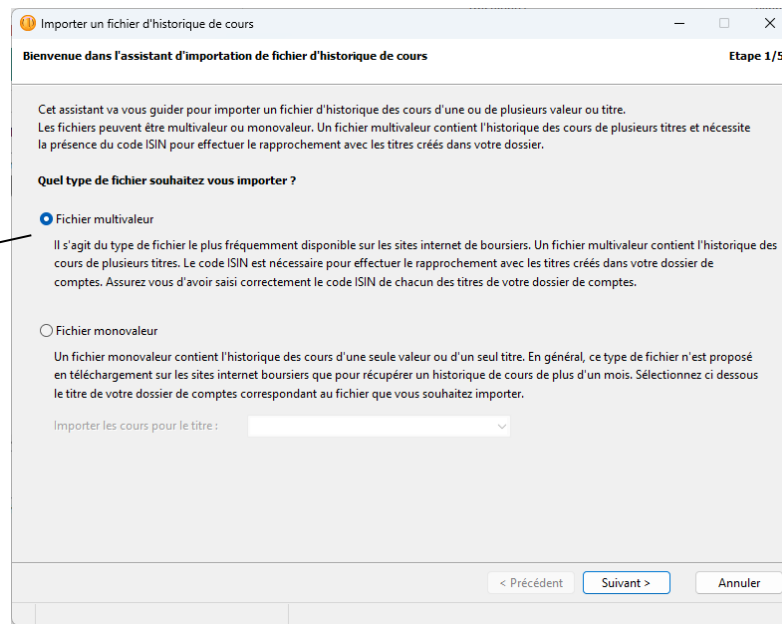 Importer un fichier d'historique de cours
Bienvenue dans l'assistant d'importation de fichier d'historique de cours
Etape 1/5
Cet assistant va vous guider pour importer un fichier d'historique des cours d'une ou de plusieurs valeur ou titre.
Les fichiers peuvent être multivaleur ou monovaleur. Un fichier multivaleur contient l'historique des cours de plusieurs titres et nécessite
la présence du code ISIN pour effectuer le rapprochement avec les titres créés dans votre dossier.
Quel type de fichier souhaitez vous importer ?
Fichier multivaleur
Il s'agit du type de fichier le plus fréquemment disponible sur les sites internet de boursiers. Un fichier multivaleur contient l'historique des
cours de plusieurs titres. Le code ISIN est nécessaire pour effectuer le rapprochement avec les titres créés dans votre dossier de
comptes. Assurez vous d'avoir saisi correctement le code ISIN de chacun des titres de votre dossier de comptes.
Fichier monovaleur
Un fichier monovaleur contient l'historique des cours d'une seule valeur ou d'un seul titre. En général, ce type de fichier n'est proposé
en téléchargement sur les sites internet boursiers que pour récupérer un historique de cours de plus d'un mois. Sélectionnez ci dessous
le titre de votre dossier de comptes correspondant au fichier que vous souhaitez importer.
Importer les cours pour le titre :
< Précédent
Suivant >
Annuler